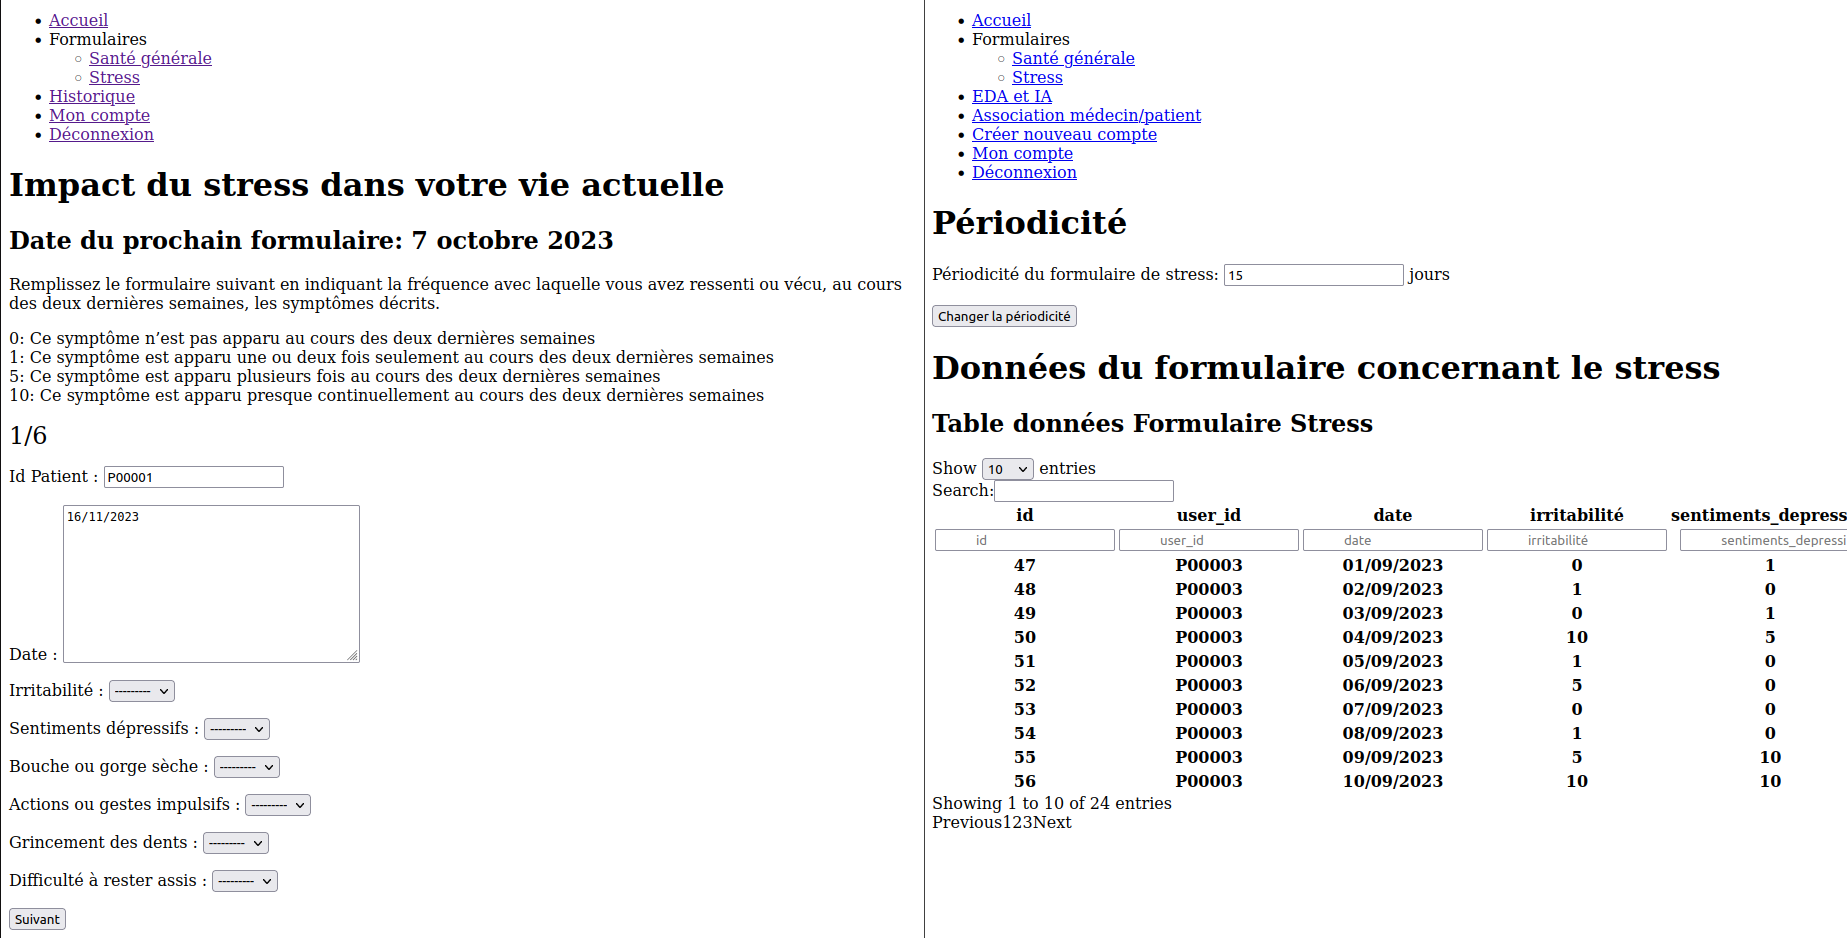 Accueil
Formulaires
Santé générale
Stress
Historique
Mon compte
Déconnexion
Impact du stress dans votre vie actuelle
Date du prochain formulaire: 7 octobre 2023
Remplissez le formulaire suivant en indiquant la fréquence avec laquelle vous avez ressenti ou vécu, au cours
des deux dernières semaines, les symptômes décrits.
0: Ce symptôme n’est pas apparu au cours des deux dernières semaines
1: Ce symptôme est apparu une ou deux fois seulement au cours des deux dernières semaines
5: Ce symptôme est apparu plusieurs fois au cours des deux dernières semaines
10: Ce symptôme est apparu presque continuellement au cours des deux dernières semaines
1/6
Id Patient : P00001
16/11/2023
Date :
Irritabilité : ---------
Sentiments dépressifs : ---------
Bouche ou gorge sèche : ---------
Actions ou gestes impulsifs : ---------
Grincement des dents : ---------
Difficulté à rester assis : ---------
Suivant
Accueil
Formulaires
Santé générale
Stress
EDA et IA
Association médecin/patient
Créer nouveau compte
Mon compte
Déconnexion
Périodicité
Périodicité du formulaire de stress: 15 jours
Changer la périodicité
Données du formulaire concernant le stress
Table données Formulaire Stress
Show 10 entries
Search:
id user_id date irritabilité sentiments_depress
id user_id date irritabilité sentiments_depressi
47 P00003 01/09/2023 0 1
48 P00003 02/09/2023 1 0
49 P00003 03/09/2023 0 1
50 P00003 04/09/2023 10 5
51 P00003 05/09/2023 1 0
52 P00003 06/09/2023 5 0
53 P00003 07/09/2023 0 0
54 P00003 08/09/2023 1 0
55 P00003 09/09/2023 5 10
56 P00003 10/09/2023 10 10
Showing 1 to 10 of 24 entries
Previous123Next